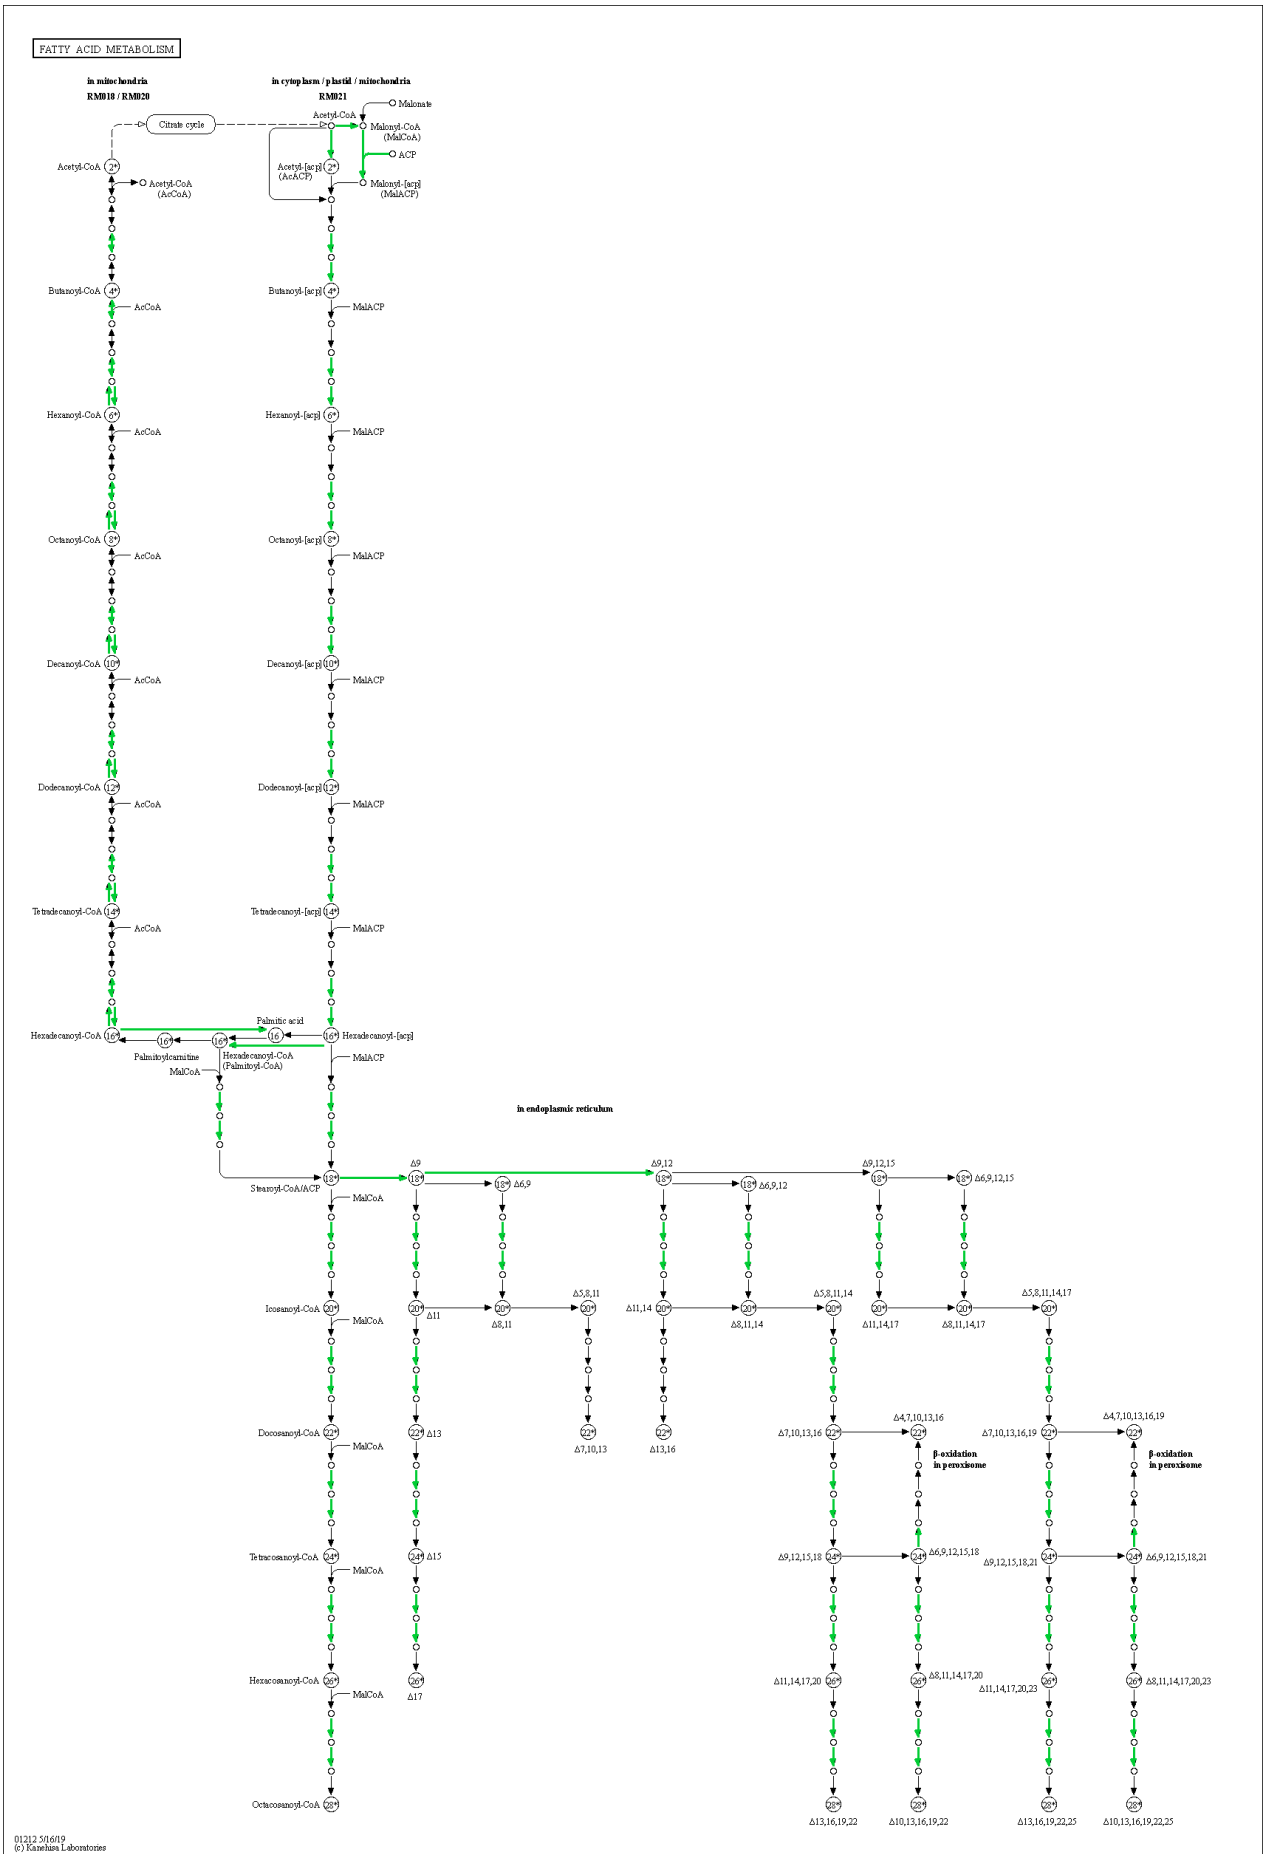 FATTY ACID METABOLISM
in mitochondria
RM018 / RM020
in cytoplasm / plastid / mitochondria
RM021
Malonate
Acetyl-CoA
Citrate cycle
Malonyl-CoA
(MalCoA)
ACP
Acetyl-CoA 2*
Acetyl-[acp] 2*
(AcACP)
Acetyl-CoA
(AcCoA)
Malonyl-[acp]
(MalACP)
Butanoyl-CoA 4*
Butanoyl-[acp] 4*
AcCoA
MalACP
Hexanoyl-CoA 6*
Hexanoyl-[acp] 6*
AcCoA
MalACP
Octanoyl-CoA 8*
Octanoyl-[acp] 8*
AcCoA
MalACP
Decanoyl-CoA 10*
Decanoyl-[acp] 10*
AcCoA
MalACP
Dodecanoyl-CoA 12*
Dodecanoyl-[acp] 12*
AcCoA
MalACP
Tetradecanoyl-CoA 14*
Tetradecanoyl-[acp] 14*
AcCoA
MalACP
Palmitic acid
Hexadecanoyl-CoA 16*
16*
16*
16
16* Hexadecanoyl-[acp]
Palmitoylcarnitine
Hexadecanoyl-CoA
(Palmitoyl-CoA)
MalACP
MalCoA
in endoplasmic reticulum
Δ9
Δ9,12
Δ9,12,15
18*
18*
18* Δ6,9
18*
18* Δ6,9,12
18*
18* Δ6,9,12,15
Stearoyl-CoA/ACP
MalCoA
Δ5,8,11
Δ5,8,11,14
Δ5,8,11,14,17
Icosanoyl-CoA 20*
20* Δ11
20*
20*
Δ11,14 20*
20*
20*
20*
20*
20*
MalCoA
Δ8,11
Δ8,11,14
Δ11,14,17
Δ8,11,14,17
Δ4,7,10,13,16
Δ4,7,10,13,16,19
Docosanoyl-CoA 22*
22* Δ13
22*
22*
Δ7,10,13,16 22*
22*
Δ7,10,13,16,19 22*
22*
MalCoA
Δ7,10,13
Δ13,16
β-oxidation
in peroxisome
β-oxidation
in peroxisome
Tetracosanoyl-CoA 24*
24* Δ15
Δ9,12,15,18 24*
24* Δ6,9,12,15,18
Δ9,12,15,18,21 24*
24* Δ6,9,12,15,18,21
MalCoA
Hexacosanoyl-CoA 26*
26*
Δ11,14,17,20 26*
26* Δ8,11,14,17,20
Δ11,14,17,20,23 26*
26* Δ8,11,14,17,20,23
MalCoA
Δ17
Octacosanoyl-CoA 28*
28*
28*
28*
28*
Δ13,16,19,22
Δ10,13,16,19,22
Δ13,16,19,22,25
Δ10,13,16,19,22,25
01212 5/16/19
(c) Kanehisa Laboratories